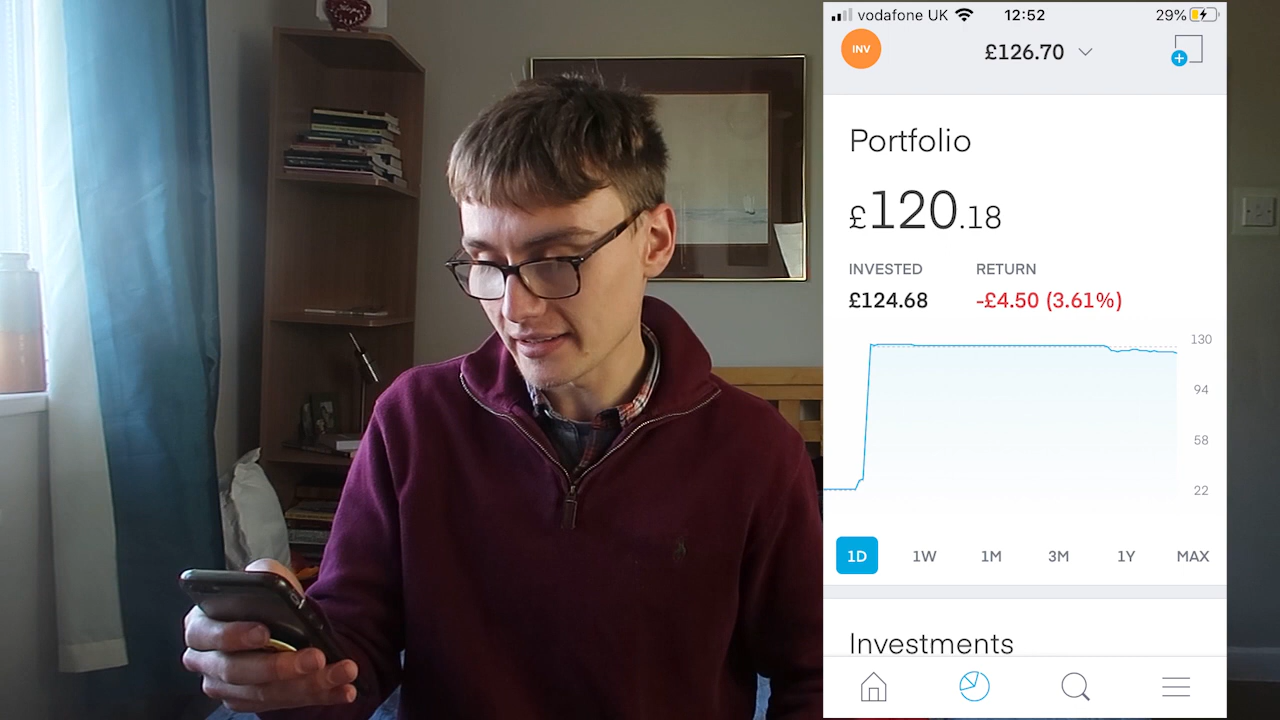 vodafone UK 12:52 29%
INV £126.70
Portfolio
£120.18
INVESTED RETURN
£124.68 -£4.50 (3.61%)
130
94
58
22
1D 1W 1M 3M 1Y MAX
Investments